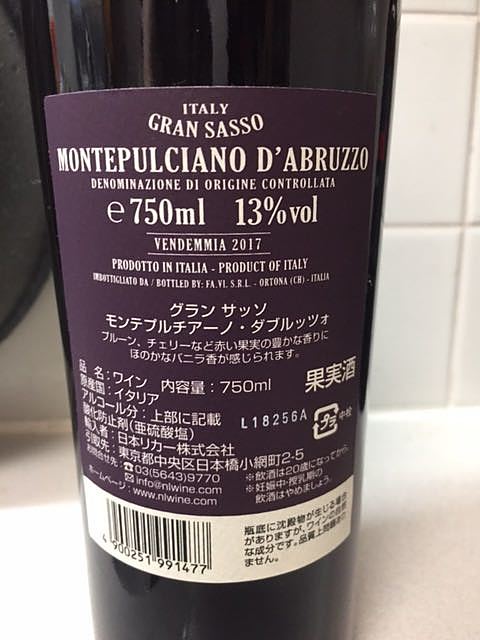 ITALY
GRAN SASSO
MONTEPULCIANO D'ABRUZZO
DENOMINAZIONE DI ORIGINE CONTROLLATA
e 750ml 13%vol
VENDEMMIA 2017
PRODOTTO IN ITALIA - PRODUCT OF ITALY
IMBOTTIGLIATO DA / BOTTLED BY: FA.VI. S.R.L. - ORTONA (CH) - ITALIA
グラン サッソ
モンテプルチアーノ・ダブルッツォ
プルーン、チェリーなど赤い果実の豊かな香りに
ほのかなバニラ香が感じられます。
品 名：ワイン 内容量：750ml
原産国：イタリア
果実酒
アルコール分：上部に記載
酸化防止剤(亜硫酸塩)
L18256A
プラ 中栓
輸入者：日本リカー株式会社
引取先：東京都中央区日本橋小網町2-5
お問合せ先：☎03(5643)9770
✉info@nlwine.com
ホームページ：www.nlwine.com
※飲酒は20歳になってから。
※妊娠中・授乳期の
飲酒はやめましょう。
4 900251 991477
瓶底に沈殿物が生じる場合
がありますが、ワインの自然
な成分です。品質上問題あり
ません。